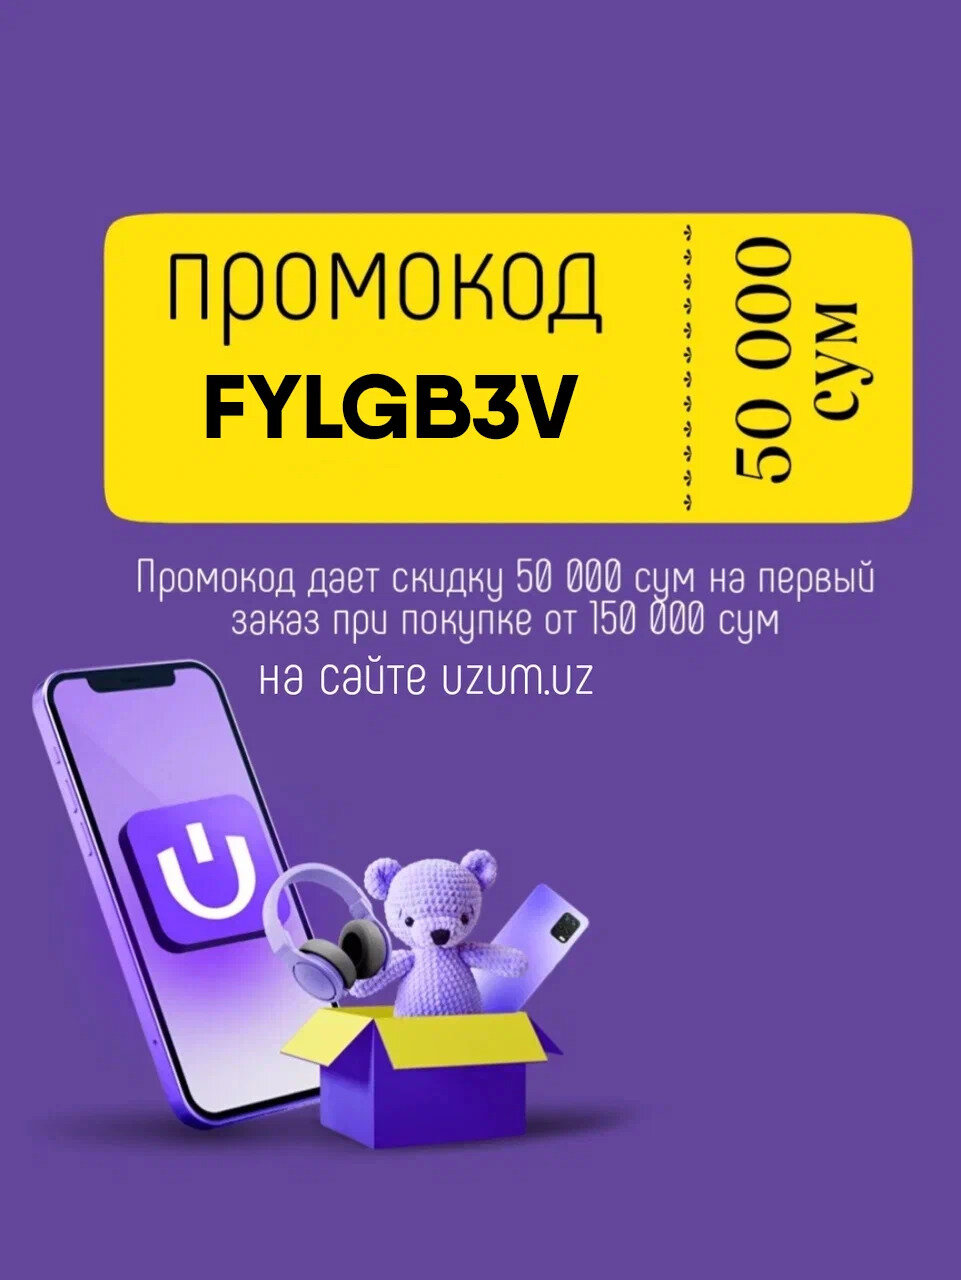 промокод
FYLGB3V
50 000
сум
Промокод дает скидку 50 000 сум на первый
заказ при покупке от 150 000 сум
на сайте uzum.uz